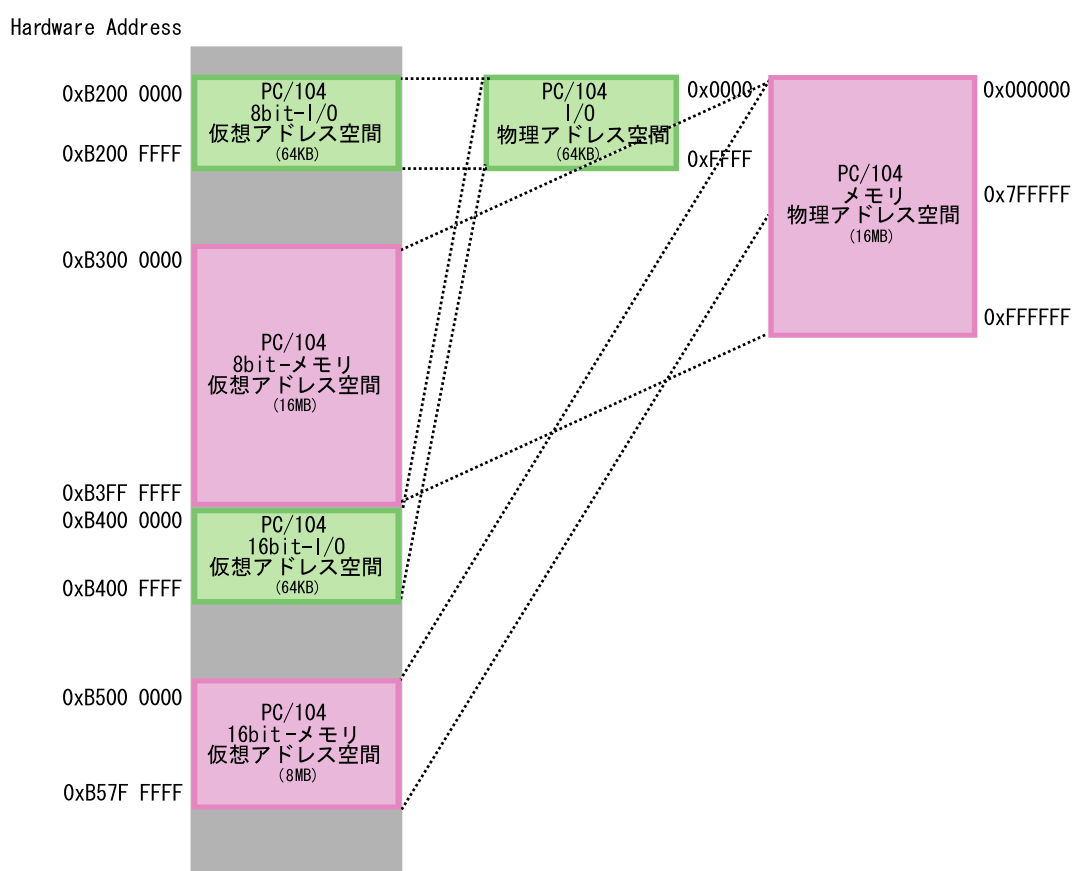 Hardware Address
0xB200 0000
0xB200 FFFF
PC/104
8bit-I/O
仮想アドレス空間
(64KB)
PC/104
I/O
物理アドレス空間
(64KB)
0x0000
0xFFFF
PC/104
メモリ
物理アドレス空間
(16MB)
0x000000
0x7FFFFF
0xFFFFFF
0xB300 0000
PC/104
8bit-メモリ
仮想アドレス空間
(16MB)
0xB3FF FFFF
0xB400 0000
PC/104
16bit-I/O
仮想アドレス空間
(64KB)
0xB400 FFFF
0xB500 0000
PC/104
16bit-メモリ
仮想アドレス空間
(8MB)
0xB57F FFFF